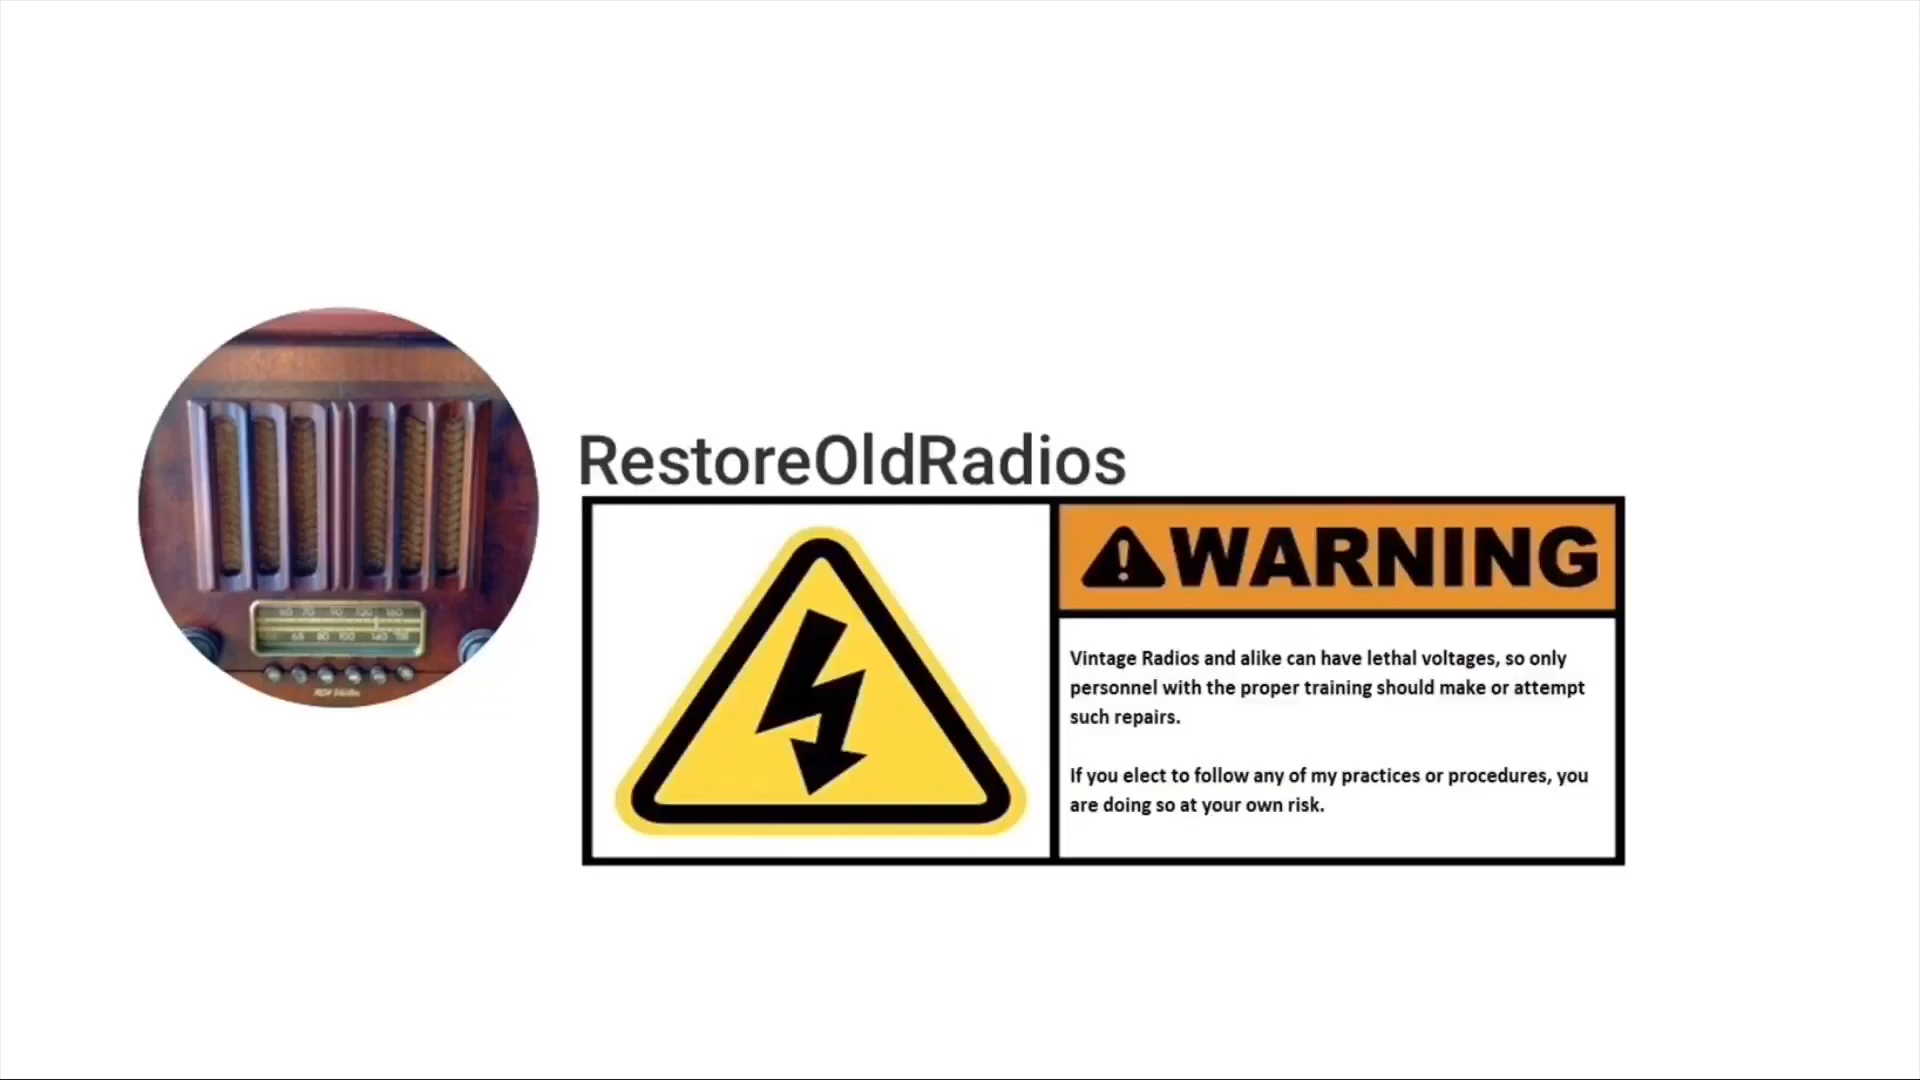 RestoreOldRadios
WARNING
Vintage Radios and alike can have lethal voltages, so only
personnel with the proper training should make or attempt
such repairs.
If you elect to follow any of my practices or procedures, you
are doing so at your own risk.